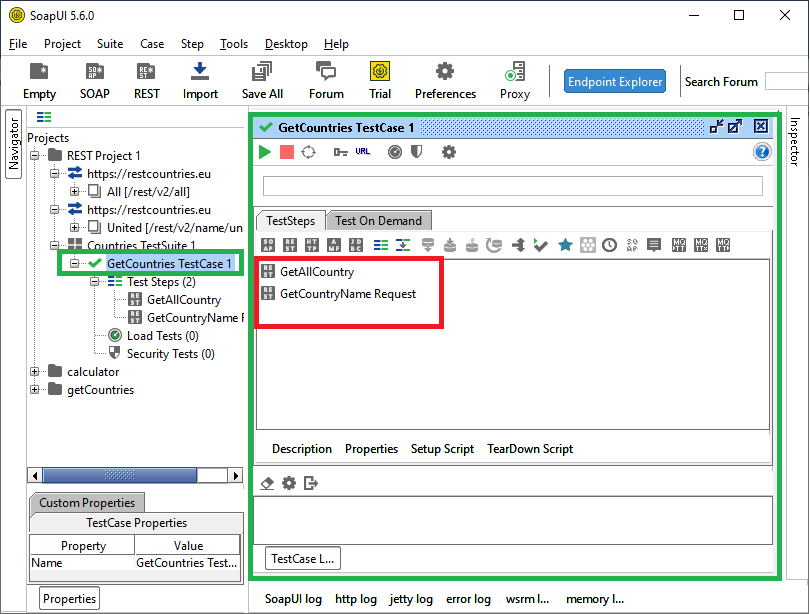 SoapUI 5.6.0
File Project Suite Case Step Tools Desktop Help
Empty SOAP REST Import Save All Forum Trial Preferences Proxy Endpoint Explorer Search Forum
Navigator
Projects
REST Project 1
https://restcountries.eu
All [/rest/v2/all]
https://restcountries.eu
United [/rest/v2/name/un
Countries TestSuite 1
GetCountries TestCase 1
Test Steps (2)
GetAllCountry
GetCountryName R
Load Tests (0)
Security Tests (0)
calculator
getCountries
Custom Properties
TestCase Properties
Property Value
Name GetCountries Test...
Properties
GetCountries TestCase 1
URL
TestSteps Test On Demand
GetAllCountry
GetCountryName Request
Description Properties Setup Script TearDown Script
TestCase L...
SoapUI log http log jetty log error log wsrm l... memory l...
Inspector